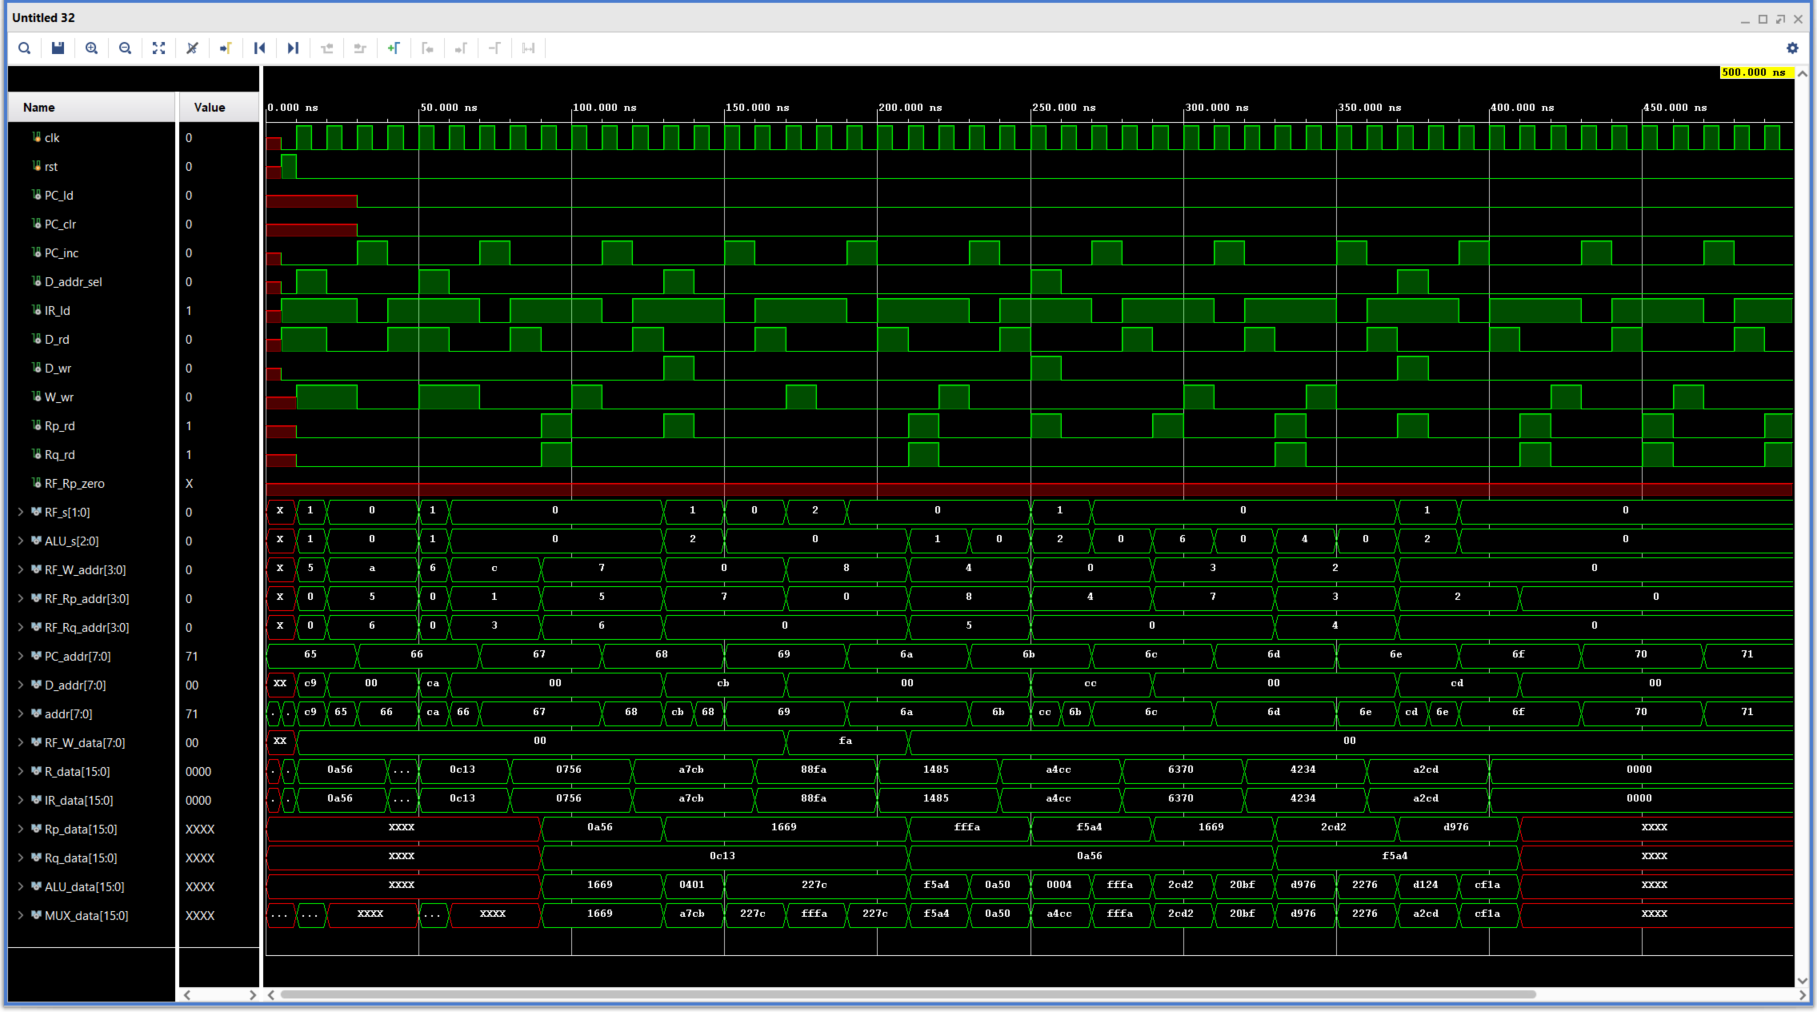 Untitled 32
500.000 ns
Name Value 0.000 ns 50.000 ns 100.000 ns 150.000 ns 200.000 ns 250.000 ns 300.000 ns 350.000 ns 400.000 ns 450.000 ns
clk 0
rst 0
PC_ld 0
PC_clr 0
PC_inc 0
D_addr_sel 0
IR_ld 1
D_rd 0
D_wr 0
W_wr 0
Rp_rd 1
Rq_rd 1
RF_Rp_zero X
RF_s[1:0] 0 X 1 0 1 0 1 0 2 0 1 0 1 0
ALU_s[2:0] 0 X 1 0 1 0 2 0 1 0 2 0 6 0 4 0 2 0
RF_W_addr[3:0] 0 X 5 a 6 c 7 0 8 4 0 3 2 0
RF_Rp_addr[3:0] 0 X 0 5 0 1 5 7 0 8 4 7 3 2 0
RF_Rq_addr[3:0] 0 X 0 6 0 3 6 0 5 0 4 0
PC_addr[7:0] 71 65 66 67 68 69 6a 6b 6c 6d 6e 6f 70 71
D_addr[7:0] 00 XX c9 00 ca 00 cb 00 cc 00 cd 00
addr[7:0] 71 . . c9 65 66 ca 66 67 68 cb 68 69 6a 6b cc 6b 6c 6d 6e cd 6e 6f 70 71
RF_W_data[7:0] 00 XX 00 fa 00
R_data[15:0] 0000 . . 0a56 ... 0c13 0756 a7cb 88fa 1485 a4cc 6370 4234 a2cd 0000
IR_data[15:0] 0000 . . 0a56 ... 0c13 0756 a7cb 88fa 1485 a4cc 6370 4234 a2cd 0000
Rp_data[15:0] XXXX XXXX 0a56 1669 fffa f5a4 1669 2cd2 d976 XXXX
Rq_data[15:0] XXXX XXXX 0c13 0a56 f5a4 XXXX
ALU_data[15:0] XXXX XXXX 1669 0401 227c f5a4 0a50 0004 fffa 2cd2 20bf d976 2276 d124 cf1a XXXX
MUX_data[15:0] XXXX ... ... XXXX ... XXXX 1669 a7cb 227c fffa 227c f5a4 0a50 a4cc fffa 2cd2 20bf d976 2276 a2cd cf1a XXXX